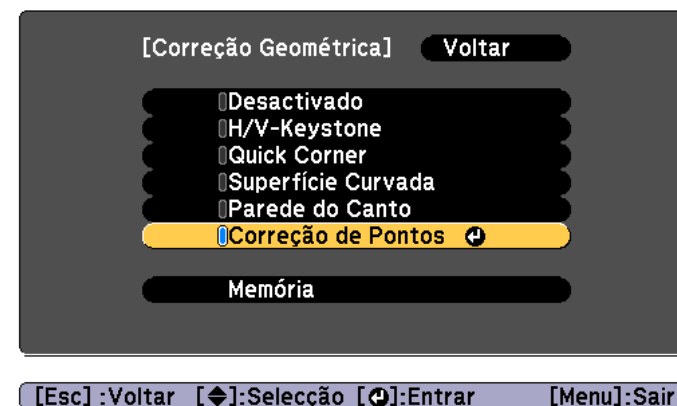 [Correção Geométrica] Voltar
Desactivado
H/V-Keystone
Quick Corner
Superfície Curvada
Parede do Canto
Correção de Pontos
Memória
[Esc] :Voltar [◆]:Selecção [⏎]:Entrar [Menu]:Sair